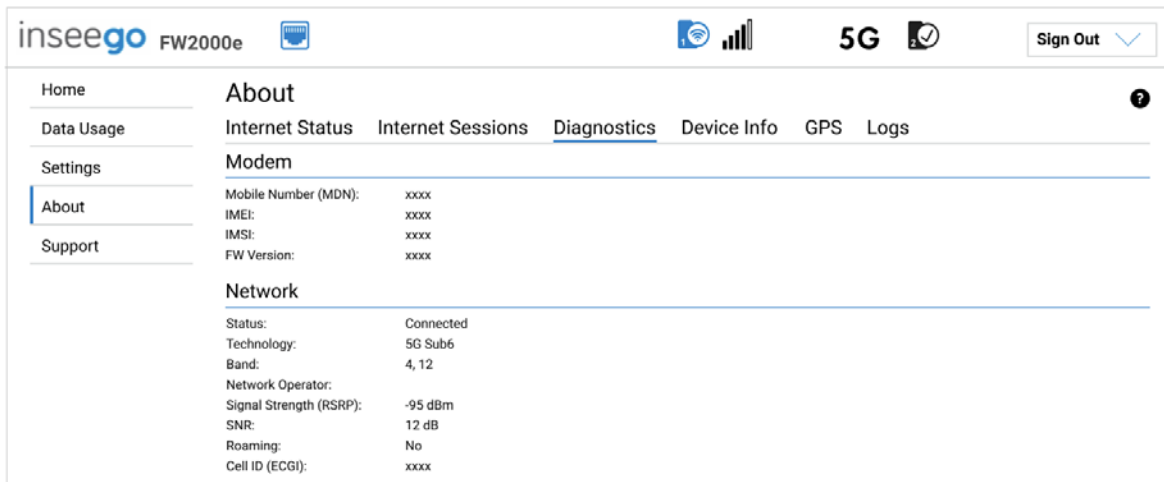 inseego FW2000e 1 5G 2 Sign Out
Home
Data Usage
Settings
About
Support
About
?
Internet Status Internet Sessions Diagnostics Device Info GPS Logs
Modem
Mobile Number (MDN): xxxx
IMEI: xxxx
IMSI: xxxx
FW Version: xxxx
Network
Status: Connected
Technology: 5G Sub6
Band: 4, 12
Network Operator:
Signal Strength (RSRP): -95 dBm
SNR: 12 dB
Roaming: No
Cell ID (ECGI): xxxx